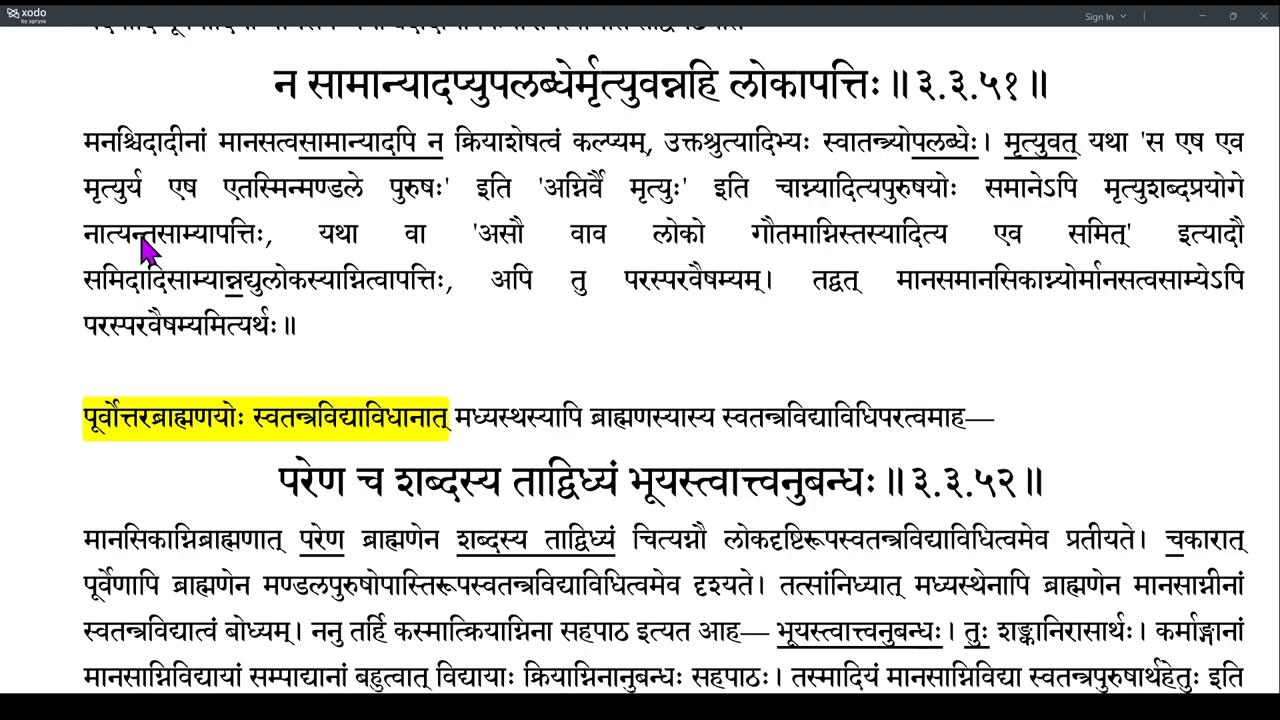 xodo
by apryse
Sign In
न सामान्यादप्युपलब्धेर्मृत्युवन्नहि लोकापत्तिः॥३.३.५१॥
मनश्चिदादीनां मानसत्वसामान्यादपि न क्रियाशेषत्वं कल्प्यम्, उक्तश्रुत्यादिभ्यः स्वातन्त्र्योपलब्धेः। मृत्युवत् यथा 'स एष एव
मृत्युर्य एष एतस्मिन्मण्डले पुरुषः' इति 'अग्निर्वै मृत्युः' इति चाग्न्यादित्यपुरुषयोः समानेऽपि मृत्युशब्दप्रयोगे
नात्यन्तसाम्यापत्तिः, यथा वा 'असौ वाव लोको गौतमाग्निस्तस्यादित्य एव समित्' इत्यादौ
समिदादिसाम्यान्नद्युलोकस्याग्नित्वापत्तिः, अपि तु परस्परवैषम्यम्। तद्वत् मानसमानसिकाग्न्योर्मानसत्वसाम्येऽपि
परस्परवैषम्यमित्यर्थः॥
पूर्वोत्तरब्राह्मणयोः स्वतन्त्रविद्याविधानात् मध्यस्थस्यापि ब्राह्मणस्यास्य स्वतन्त्रविद्याविधिपरत्वमाह—
परेण च शब्दस्य ताद्विध्यं भूयस्त्वात्त्वनुबन्धः॥३.३.५२॥
मानसिकाग्निब्राह्मणात् परेण ब्राह्मणेन शब्दस्य ताद्विध्यं चित्यग्नौ लोकदृष्टिरूपस्वतन्त्रविद्याविधित्वमेव प्रतीयते। चकारात्
पूर्वेणापि ब्राह्मणेन मण्डलपुरुषोपास्तिरूपस्वतन्त्रविद्याविधित्वमेव दृश्यते। तत्सांनिध्यात् मध्यस्थेनापि ब्राह्मणेन मानसाग्नीनां
स्वतन्त्रविद्यात्वं बोध्यम्। ननु तर्हि कस्मात्क्रियाग्निना सहपाठ इत्यत आह— भूयस्त्वात्त्वनुबन्धः। तुः शङ्कानिरासार्थः। कर्माङ्गानां
मानसाग्निविद्यायां सम्पाद्यानां बहुत्वात् विद्यायाः क्रियाग्निनानुबन्धः सहपाठः। तस्मादियं मानसाग्निविद्या स्वतन्त्रपुरुषार्थहेतुः इति